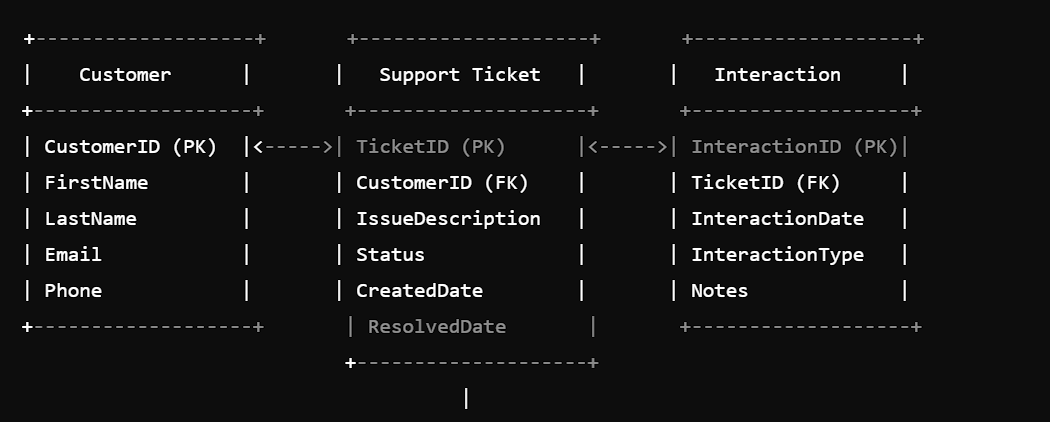 +-------------------+       +--------------------+       +-------------------+
|    Customer      |       |   Support Ticket   |       |   Interaction     |
+-------------------+       +--------------------+       +-------------------+
| CustomerID (PK)  |<----->| TicketID (PK)      |<----->| InteractionID (PK)|
| FirstName        |       | CustomerID (FK)    |       | TicketID (FK)     |
| LastName         |       | IssueDescription   |       | InteractionDate   |
| Email            |       | Status             |       | InteractionType   |
| Phone            |       | CreatedDate        |       | Notes             |
+-------------------+       | ResolvedDate       |       +-------------------+
                            +--------------------+
                                      |